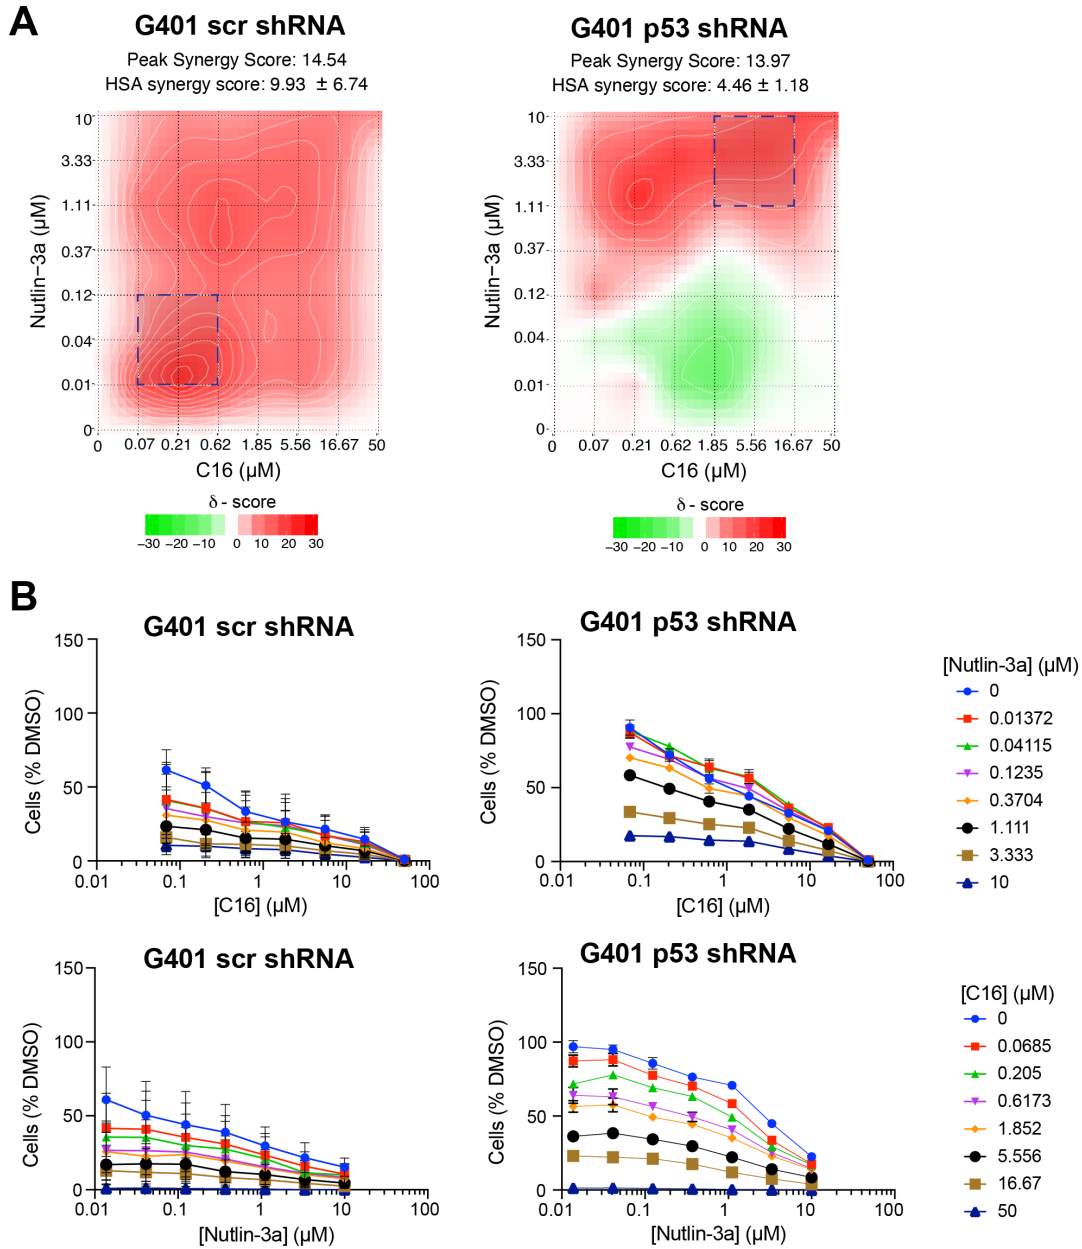 A
G401 scr shRNA
Peak Synergy Score: 14.54
HSA synergy score: 9.93 ± 6.74
Nutlin−3a (µM)
10
3.33
1.11
0.37
0.12
0.04
0.01
0
0 0.07 0.21 0.62 1.85 5.56 16.67 50
C16 (µM)
δ - score
−30 −20 −10 0 10 20 30
G401 p53 shRNA
Peak Synergy Score: 13.97
HSA synergy score: 4.46 ± 1.18
Nutlin−3a (µM)
10
3.33
1.11
0.37
0.12
0.04
0.01
0
0 0.07 0.21 0.62 1.85 5.56 16.67 50
C16 (µM)
δ - score
−30 −20 −10 0 10 20 30
B
G401 scr shRNA
Cells (% DMSO)
150
100
50
0
0.01 0.1 1 10 100
[C16] (µM)
G401 p53 shRNA
Cells (% DMSO)
150
100
50
0
0.01 0.1 1 10 100
[C16] (µM)
[Nutlin-3a] (µM)
0
0.01372
0.04115
0.1235
0.3704
1.111
3.333
10
G401 scr shRNA
Cells (% DMSO)
150
100
50
0
0.01 0.1 1 10 100
[Nutlin-3a] (µM)
G401 p53 shRNA
Cells (% DMSO)
150
100
50
0
0.01 0.1 1 10 100
[Nutlin-3a] (µM)
[C16] (µM)
0
0.0685
0.205
0.6173
1.852
5.556
16.67
50